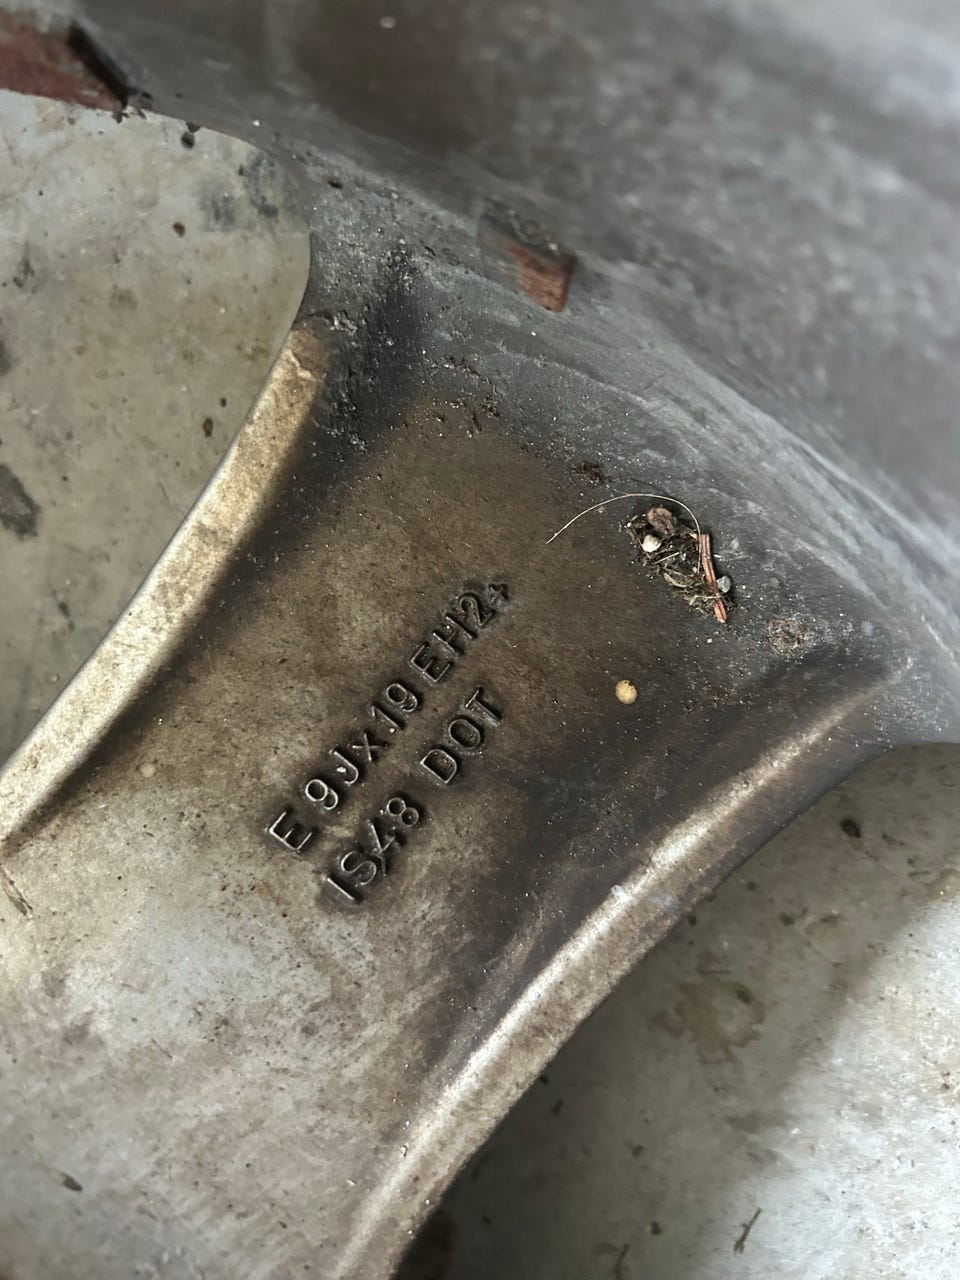 E 9Jx19 EH2+
IS48 DOT